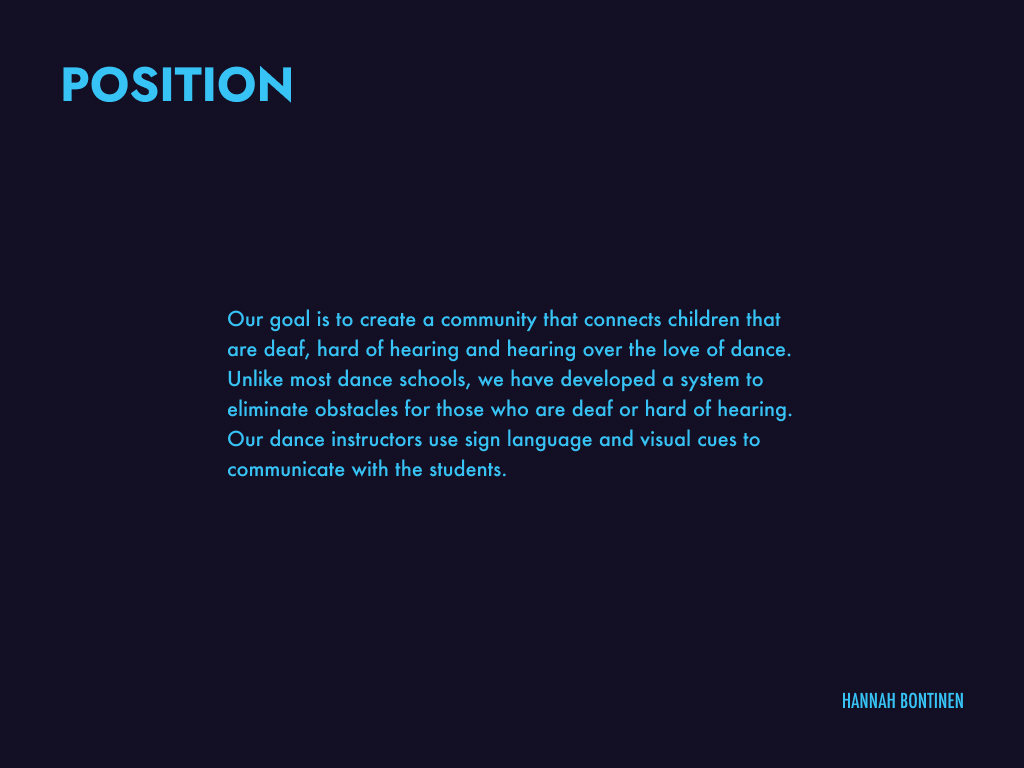 POSITION
Our goal is to create a community that connects children that
are deaf, hard of hearing and hearing over the love of dance.
Unlike most dance schools, we have developed a system to
eliminate obstacles for those who are deaf or hard of hearing.
Our dance instructors use sign language and visual cues to
communicate with the students.
HANNAH BONTINEN